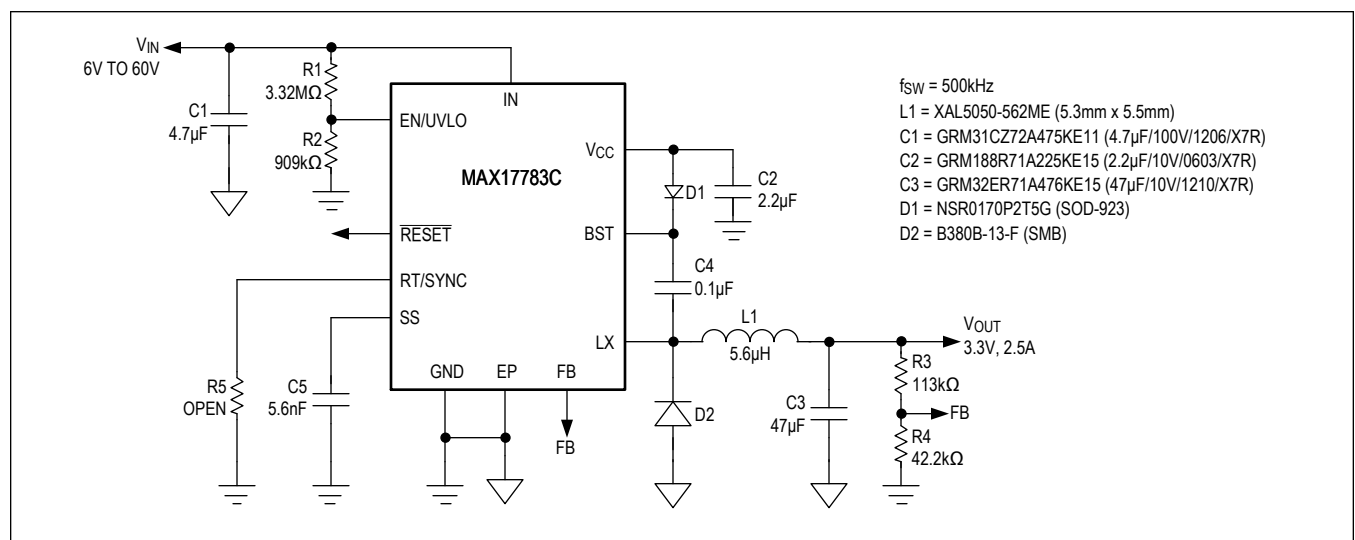 VIN
6V TO 60V
C1
4.7µF
R1
3.32MΩ
R2
909kΩ
IN
EN/UVLO
VCC
MAX17783C
D1
C2
2.2µF
RESET
BST
RT/SYNC
C4
0.1µF
SS
LX
L1
5.6µH
VOUT
3.3V, 2.5A
GND
EP
FB
R5
OPEN
C5
5.6nF
FB
D2
C3
47µF
R3
113kΩ
FB
R4
42.2kΩ
fSW = 500kHz
L1 = XAL5050-562ME (5.3mm x 5.5mm)
C1 = GRM31CZ72A475KE11 (4.7µF/100V/1206/X7R)
C2 = GRM188R71A225KE15 (2.2µF/10V/0603/X7R)
C3 = GRM32ER71A476KE15 (47µF/10V/1210/X7R)
D1 = NSR0170P2T5G (SOD-923)
D2 = B380B-13-F (SMB)